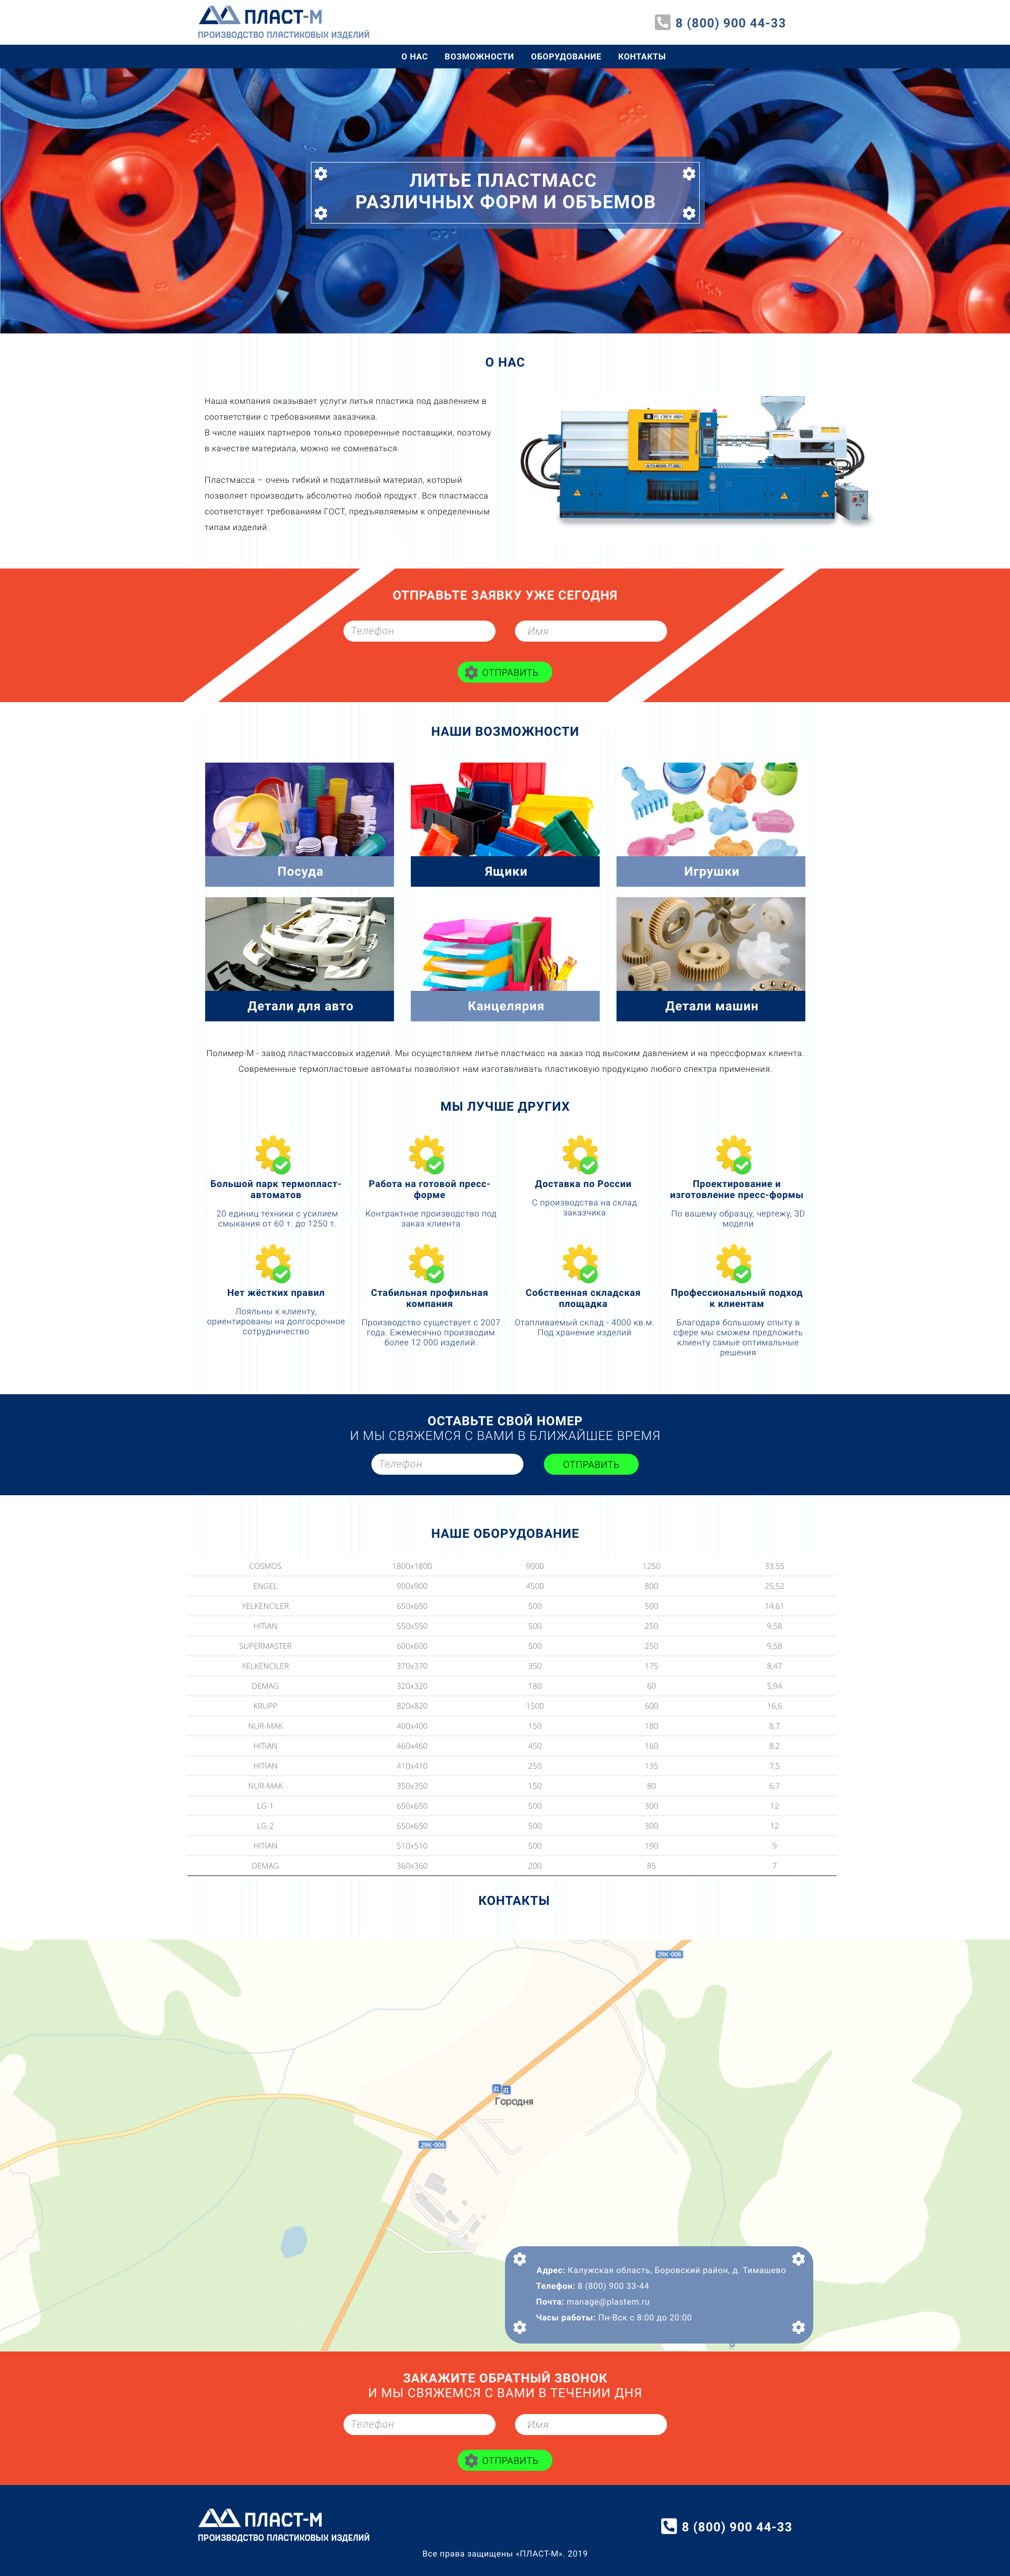 ПЛАСТ-М
ПРОИЗВОДСТВО ПЛАСТИКОВЫХ ИЗДЕЛИЙ
8 (800) 900 44-33
О НАС ВОЗМОЖНОСТИ ОБОРУДОВАНИЕ КОНТАКТЫ
ЛИТЬЕ ПЛАСТМАСС
РАЗЛИЧНЫХ ФОРМ И ОБЪЕМОВ
О НАС
Наша компания оказывает услуги литья пластика под давлением в
соответствии с требованиями заказчика.
В числе наших партнеров только проверенные поставщики, поэтому
в качестве материала, можно не сомневаться.
Пластмасса – очень гибкий и податливый материал, который
позволяет производить абсолютно любой продукт. Вся пластмасса
соответствует требованиям ГОСТ, предъявляемым к определенным
типам изделий.
ОТПРАВЬТЕ ЗАЯВКУ УЖЕ СЕГОДНЯ
Телефон Имя
ОТПРАВИТЬ
НАШИ ВОЗМОЖНОСТИ
Посуда Ящики Игрушки
Детали для авто Канцелярия Детали машин
Полимер-М - завод пластмассовых изделий. Мы осуществляем литье пластмасс на заказ под высоким давлением и на прессформах клиента.
Современные термопластовые автоматы позволяют нам изготавливать пластиковую продукцию любого спектра применения.
МЫ ЛУЧШЕ ДРУГИХ
Большой парк термопласт-
автоматов
20 единиц техники с усилием
смыкания от 60 т. до 1250 т.
Работа на готовой пресс-
форме
Контрактное производство под
заказ клиента
Доставка по России
С производства на склад
заказчика
Проектирование и
изготовление пресс-формы
По вашему образцу, чертежу, 3D
модели
Нет жёстких правил
Лояльны к клиенту,
ориентированы на долгосрочное
сотрудничество
Стабильная профильная
компания
Производство существует с 2007
года. Ежемесячно производим
более 12 000 изделий.
Собственная складская
площадка
Отапливаемый склад - 4000 кв.м.
Под хранение изделий
Профессиональный подход
к клиентам
Благодаря большому опыту в
сфере мы сможем предложить
клиенту самые оптимальные
решения
ОСТАВЬТЕ СВОЙ НОМЕР
И МЫ СВЯЖЕМСЯ С ВАМИ В БЛИЖАЙШЕЕ ВРЕМЯ
Телефон ОТПРАВИТЬ
НАШЕ ОБОРУДОВАНИЕ
COSMOS 1800x1800 9000 1250 33,55
ENGEL 900x900 4500 800 25,52
YELKENCILER 650x650 500 500 14,61
HITIAN 550x550 500 250 9,58
SUPERMASTER 600x600 500 250 9,58
YELKENCILER 370x370 350 175 8,47
DEMAG 320x320 180 60 5,94
KRUPP 820x820 1500 600 16,6
NUR-MAK 400x400 150 180 8,7
HITIAN 460x460 450 160 8,2
HITIAN 410x410 250 135 7,5
NUR-MAK 350x350 150 80 6,7
LG-1 650x650 500 300 12
LG-2 650x650 500 300 12
HITIAN 510x510 500 190 9
DEMAG 360x360 200 85 7
КОНТАКТЫ
29К-006
Городня
29К-006
Адрес: Калужская область, Боровский район, д. Тимашево
Телефон: 8 (800) 900 33-44
Почта: manage@plastem.ru
Часы работы: Пн-Вск с 8:00 до 20:00
ЗАКАЖИТЕ ОБРАТНЫЙ ЗВОНОК
И МЫ СВЯЖЕМСЯ С ВАМИ В ТЕЧЕНИИ ДНЯ
Телефон Имя
ОТПРАВИТЬ
ПЛАСТ-М
ПРОИЗВОДСТВО ПЛАСТИКОВЫХ ИЗДЕЛИЙ
8 (800) 900 44-33
Все права защищены «ПЛАСТ-М». 2019